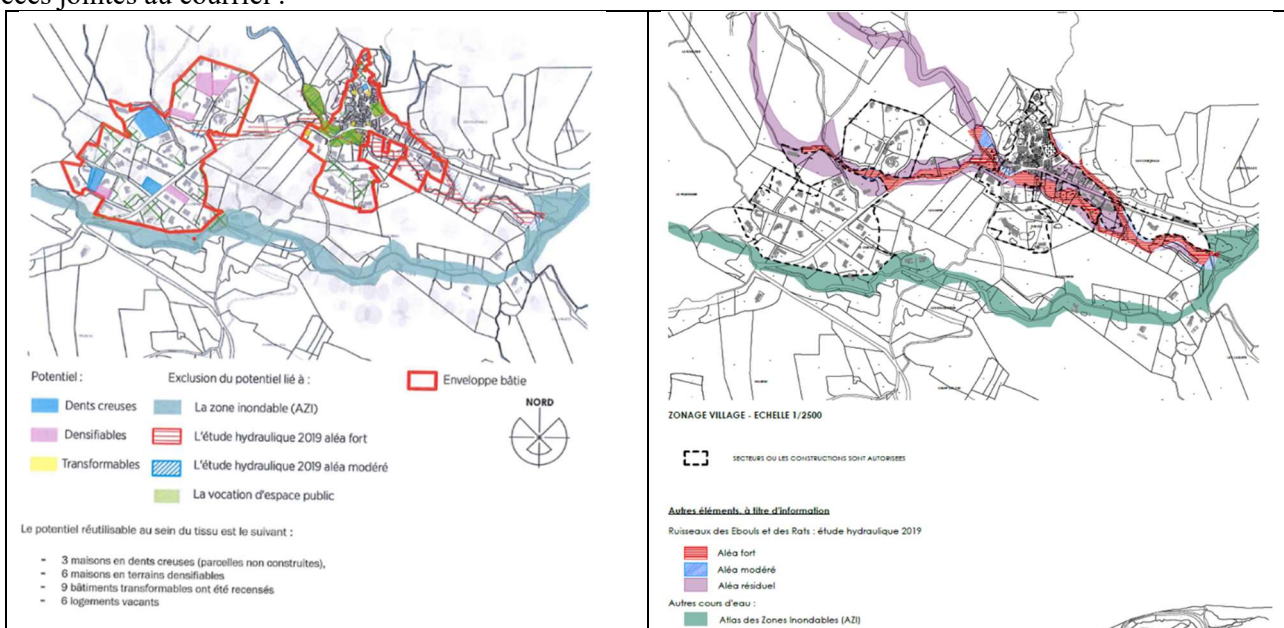 ièces jointes au courrier :
Potentiel :
Dents creuses
Densifiables
Transformables
Exclusion du potentiel lié à :
La zone inondable (AZI)
L'étude hydraulique 2019 aléa fort
L'étude hydraulique 2019 aléa modéré
La vocation d'espace public
Enveloppe bâtie
NORD
Le potentiel réutilisable au sein du tissu est le suivant :
- 3 maisons en dents creuses (parcelles non construites),
- 6 maisons en terrains densifiables
- 9 bâtiments transformables ont été recensés
- 6 logements vacants
ZONAGE VILLAGE - ECHELLE 1/2500
SECTEURS OU LES CONSTRUCTIONS SONT AUTORISEES
Autres éléments, à titre d'information
Ruisseaux des Ebouls et des Rats : étude hydraulique 2019
Aléa fort
Aléa modéré
Aléa résiduel
Autres cours d'eau :
Atlas des Zones Inondables (AZI)